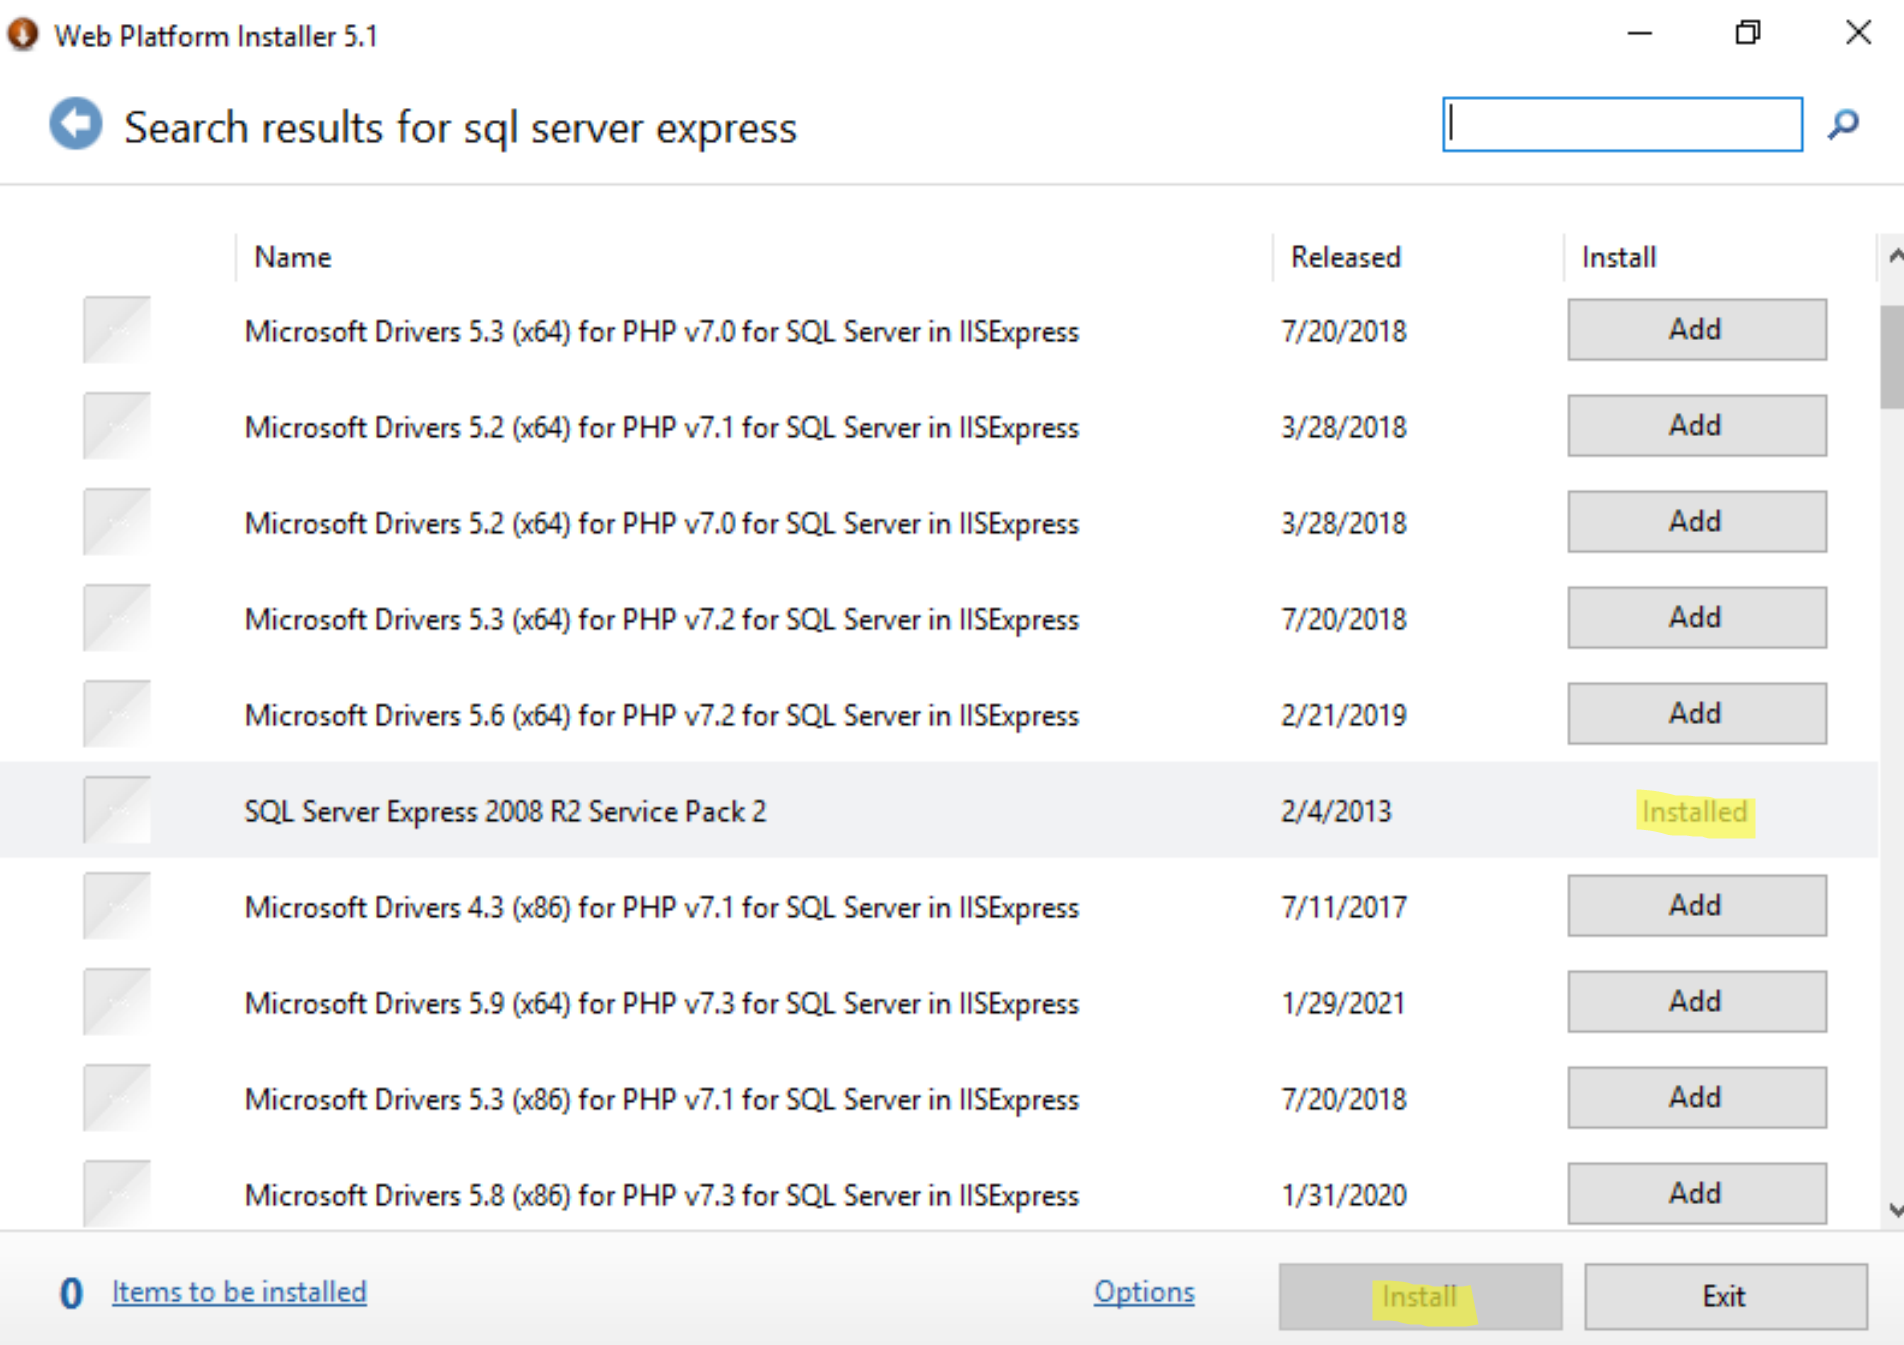 Web Platform Installer 5.1
Search results for sql server express
Name Released Install
Microsoft Drivers 5.3 (x64) for PHP v7.0 for SQL Server in IISExpress 7/20/2018 Add
Microsoft Drivers 5.2 (x64) for PHP v7.1 for SQL Server in IISExpress 3/28/2018 Add
Microsoft Drivers 5.2 (x64) for PHP v7.0 for SQL Server in IISExpress 3/28/2018 Add
Microsoft Drivers 5.3 (x64) for PHP v7.2 for SQL Server in IISExpress 7/20/2018 Add
Microsoft Drivers 5.6 (x64) for PHP v7.2 for SQL Server in IISExpress 2/21/2019 Add
SQL Server Express 2008 R2 Service Pack 2 2/4/2013 Installed
Microsoft Drivers 4.3 (x86) for PHP v7.1 for SQL Server in IISExpress 7/11/2017 Add
Microsoft Drivers 5.9 (x64) for PHP v7.3 for SQL Server in IISExpress 1/29/2021 Add
Microsoft Drivers 5.3 (x86) for PHP v7.1 for SQL Server in IISExpress 7/20/2018 Add
Microsoft Drivers 5.8 (x86) for PHP v7.3 for SQL Server in IISExpress 1/31/2020 Add
0 Items to be installed Options Install Exit